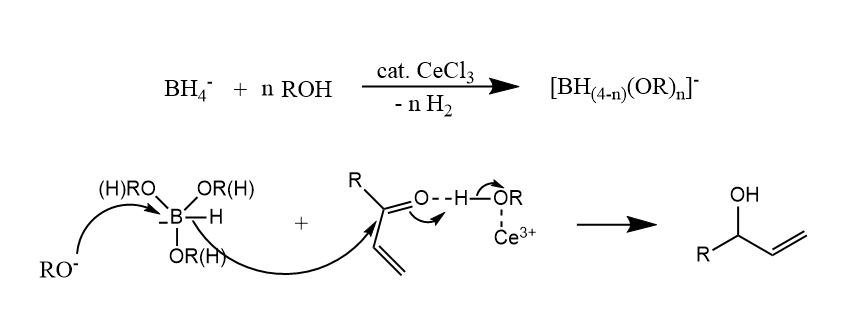 cat. CeCl₃
BH₄⁻ + n ROH [BH₍₄₋ₙ₎(OR)ₙ]⁻
- n H₂
(H)RO OR(H) R O H OR OH
B H + Ce³⁺
OR(H) R
RO⁻